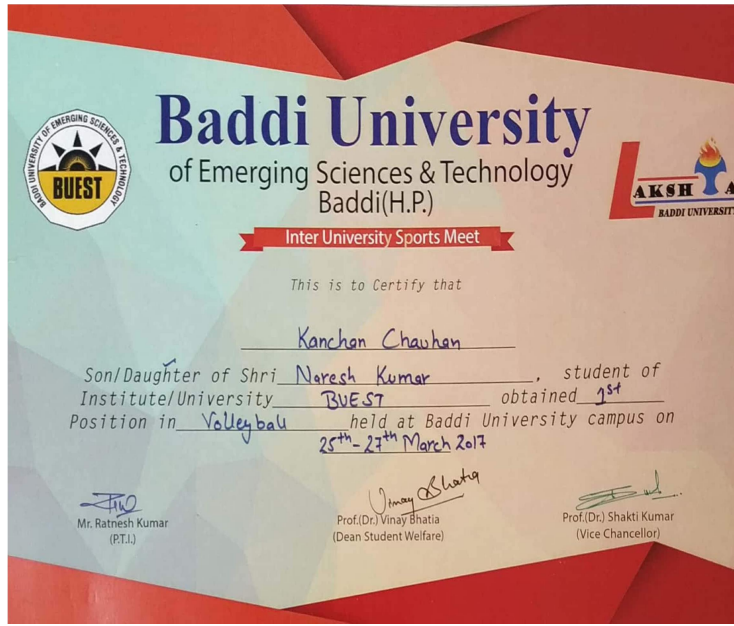 Baddi University
of Emerging Sciences & Technology
Baddi(H.P.)
BADDI UNIVERSITY OF EMERGING SCIENCES & TECHNOLOGY
BUEST
LAKSHYA
BADDI UNIVERSITY
Inter University Sports Meet
This is to Certify that
Kanchan Chauhan
Son/Daughter of Shri Naresh Kumar, student of
Institute/University BUEST obtained 1st
Position in Volleyball held at Baddi University campus on
25th - 27th March 2017
Vinay Bhatia
Mr. Ratnesh Kumar
(P.T.I.)
Prof.(Dr.) Vinay Bhatia
(Dean Student Welfare)
Prof.(Dr.) Shakti Kumar
(Vice Chancellor)